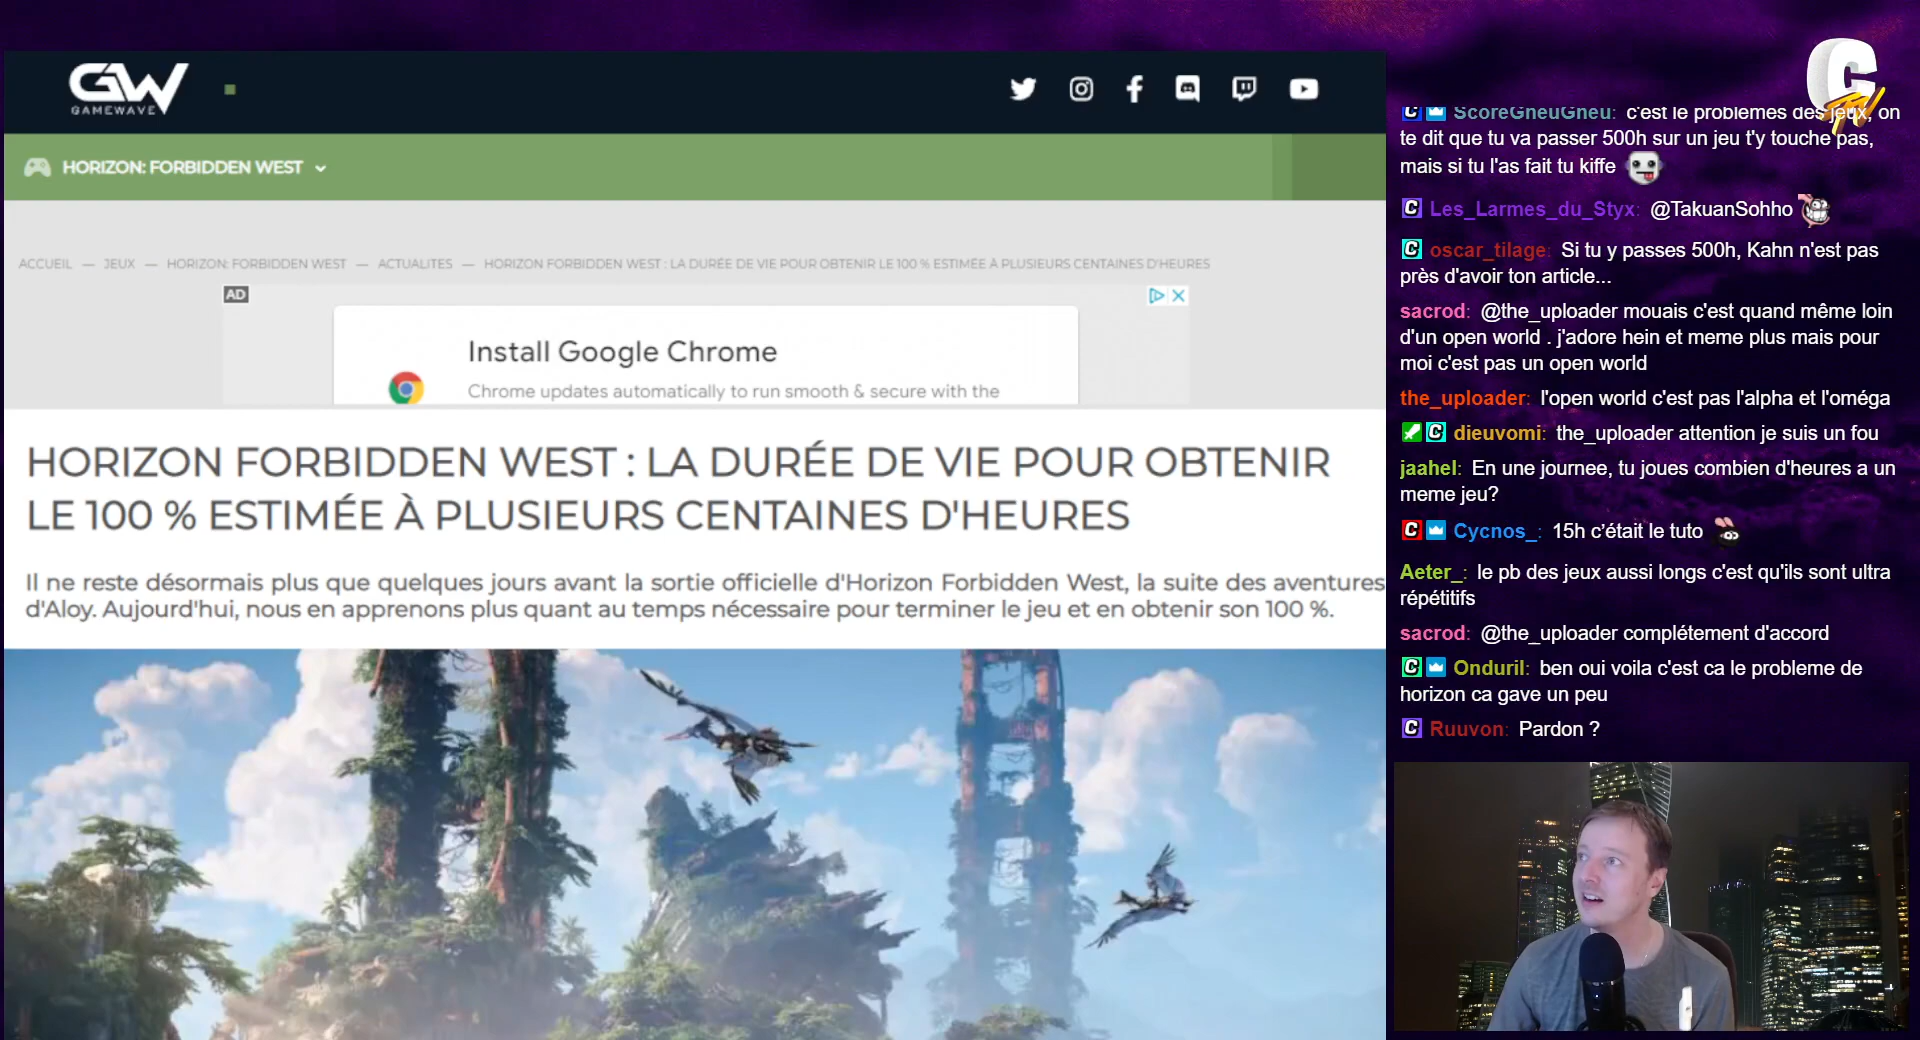 GW
GAMEWAVE
HORIZON: FORBIDDEN WEST
ACCUEIL — JEUX — HORIZON: FORBIDDEN WEST — ACTUALITES — HORIZON FORBIDDEN WEST : LA DURÉE DE VIE POUR OBTENIR LE 100 % ESTIMÉE À PLUSIEURS CENTAINES D'HEURES
AD
Install Google Chrome
Chrome updates automatically to run smooth & secure with the
HORIZON FORBIDDEN WEST : LA DURÉE DE VIE POUR OBTENIR
LE 100 % ESTIMÉE À PLUSIEURS CENTAINES D'HEURES
Il ne reste désormais plus que quelques jours avant la sortie officielle d'Horizon Forbidden West, la suite des aventures
d'Aloy. Aujourd'hui, nous en apprenons plus quant au temps nécessaire pour terminer le jeu et en obtenir son 100 %.
C TV
ScoreGneuGneu: c'est le problèmes des jeux, on
te dit que tu va passer 500h sur un jeu t'y touche pas,
mais si tu l'as fait tu kiffe
Les_Larmes_du_Styx: @TakuanSohho
oscar_tilage: Si tu y passes 500h, Kahn n'est pas
près d'avoir ton article...
sacrod: @the_uploader mouais c'est quand même loin
d'un open world . j'adore hein et meme plus mais pour
moi c'est pas un open world
the_uploader: l'open world c'est pas l'alpha et l'oméga
dieuvomi: the_uploader attention je suis un fou
jaahel: En une journee, tu joues combien d'heures a un
meme jeu?
Cycnos_: 15h c'était le tuto
Aeter_: le pb des jeux aussi longs c'est qu'ils sont ultra
répétitifs
sacrod: @the_uploader complétement d'accord
Onduril: ben oui voila c'est ca le probleme de
horizon ca gave un peu
Ruuvon: Pardon ?